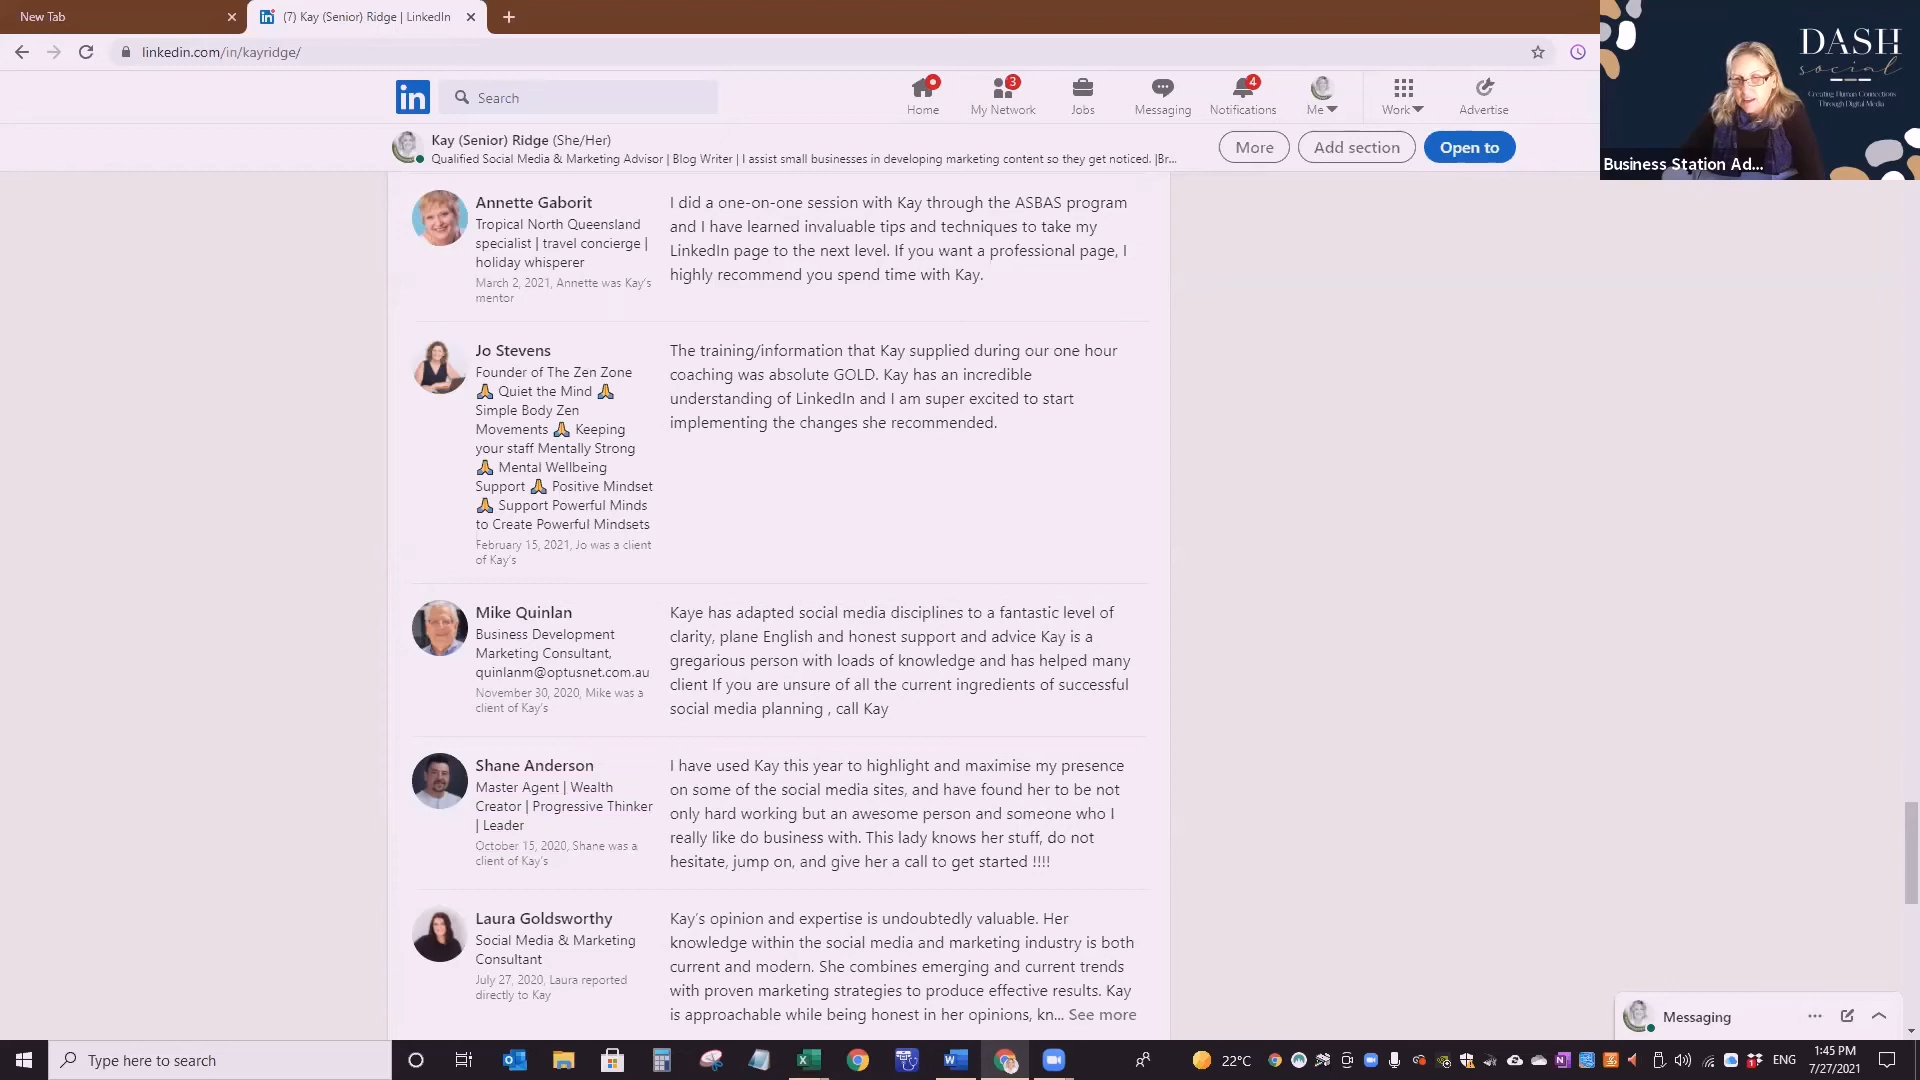 New Tab
(7) Kay (Senior) Ridge | LinkedIn
linkedin.com/in/kayridge/
in
Search
Home
3
My Network
Jobs
Messaging
4
Notifications
Me
Work
Advertise
DASH
social
Creating Human Connections
Through Digital Media
Business Station Ad...
Kay (Senior) Ridge (She/Her)
Qualified Social Media & Marketing Advisor | Blog Writer | I assist small businesses in developing marketing content so they get noticed. |Br...
More
Add section
Open to
Annette Gaborit
Tropical North Queensland
specialist | travel concierge |
holiday whisperer
March 2, 2021, Annette was Kay's
mentor
I did a one-on-one session with Kay through the ASBAS program
and I have learned invaluable tips and techniques to take my
LinkedIn page to the next level. If you want a professional page, I
highly recommend you spend time with Kay.
Jo Stevens
Founder of The Zen Zone
🙏 Quiet the Mind 🙏
Simple Body Zen
Movements 🙏 Keeping
your staff Mentally Strong
🙏 Mental Wellbeing
Support 🙏 Positive Mindset
🙏 Support Powerful Minds
to Create Powerful Mindsets
February 15, 2021, Jo was a client
of Kay's
The training/information that Kay supplied during our one hour
coaching was absolute GOLD. Kay has an incredible
understanding of LinkedIn and I am super excited to start
implementing the changes she recommended.
Mike Quinlan
Business Development
Marketing Consultant,
quinlanm@optusnet.com.au
November 30, 2020, Mike was a
client of Kay's
Kaye has adapted social media disciplines to a fantastic level of
clarity, plane English and honest support and advice Kay is a
gregarious person with loads of knowledge and has helped many
client If you are unsure of all the current ingredients of successful
social media planning , call Kay
Shane Anderson
Master Agent | Wealth
Creator | Progressive Thinker
| Leader
October 15, 2020, Shane was a
client of Kay's
I have used Kay this year to highlight and maximise my presence
on some of the social media sites, and have found her to be not
only hard working but an awesome person and someone who I
really like do business with. This lady knows her stuff, do not
hesitate, jump on, and give her a call to get started !!!!
Laura Goldsworthy
Social Media & Marketing
Consultant
July 27, 2020, Laura reported
directly to Kay
Kay's opinion and expertise is undoubtedly valuable. Her
knowledge within the social media and marketing industry is both
current and modern. She combines emerging and current trends
with proven marketing strategies to produce effective results. Kay
is approachable while being honest in her opinions, kn... See more
Messaging
Type here to search
22°C
ENG
1:45 PM
7/27/2021